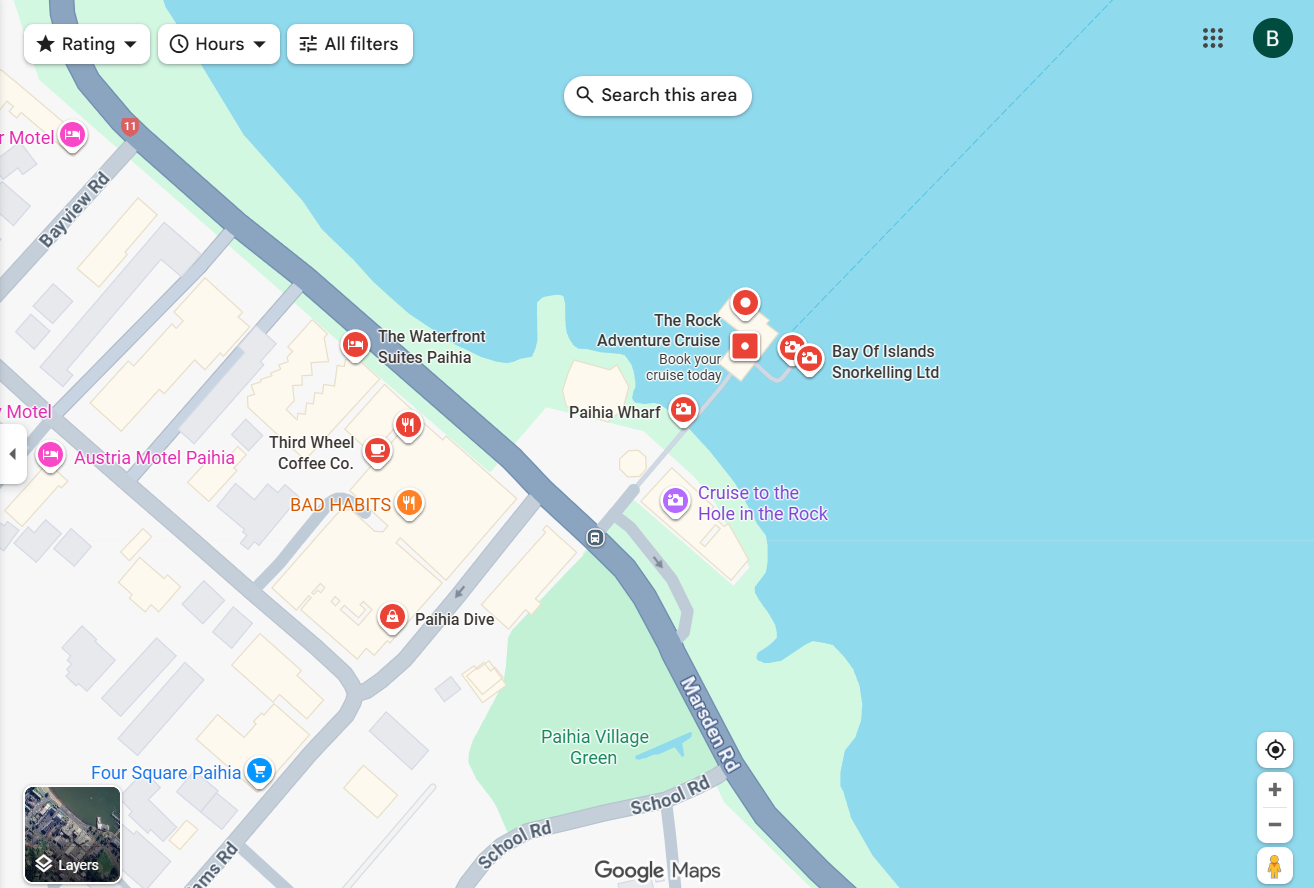 Rating
Hours
All filters
B
Search this area
11
r Motel
Bayview Rd
The Rock
Adventure Cruise
Book your
cruise today
The Waterfront
Suites Paihia
Bay Of Islands
Snorkelling Ltd
Motel
Paihia Wharf
Third Wheel
Coffee Co.
Austria Motel Paihia
BAD HABITS
Cruise to the
Hole in the Rock
Paihia Dive
Marsden Rd
Paihia Village
Green
Four Square Paihia
School Rd
School Rd
Layers
ams Rd
Google Maps